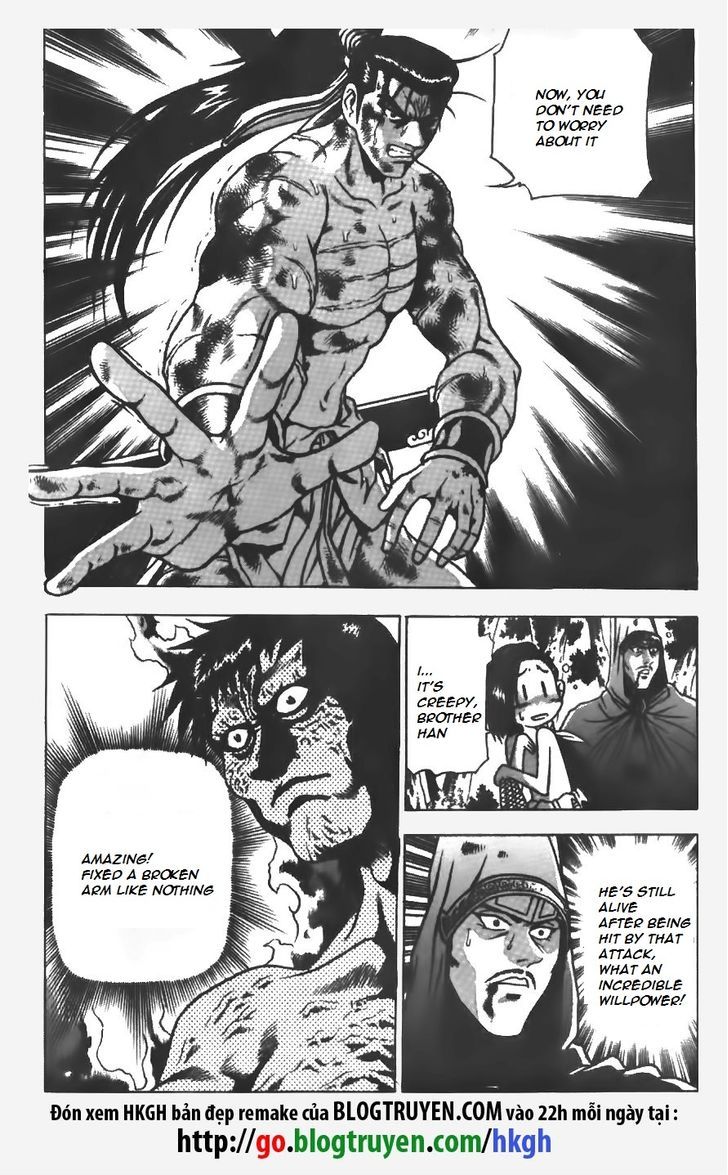 NOW, YOU
DON'T NEED
TO WORRY
ABOUT IT
I...
IT'S
CREEPY,
BROTHER
HAN
AMAZING!
FIXED A BROKEN
ARM LIKE NOTHING
HE'S STILL
ALIVE
AFTER BEING
HIT BY THAT
ATTACK,
WHAT AN
INCREDIBLE
WILLPOWER!
Đón xem HKGH bản đẹp remake của BLOGTRUYEN.COM vào 22h mỗi ngày tại :
http://go.blogtruyen.com/hkgh